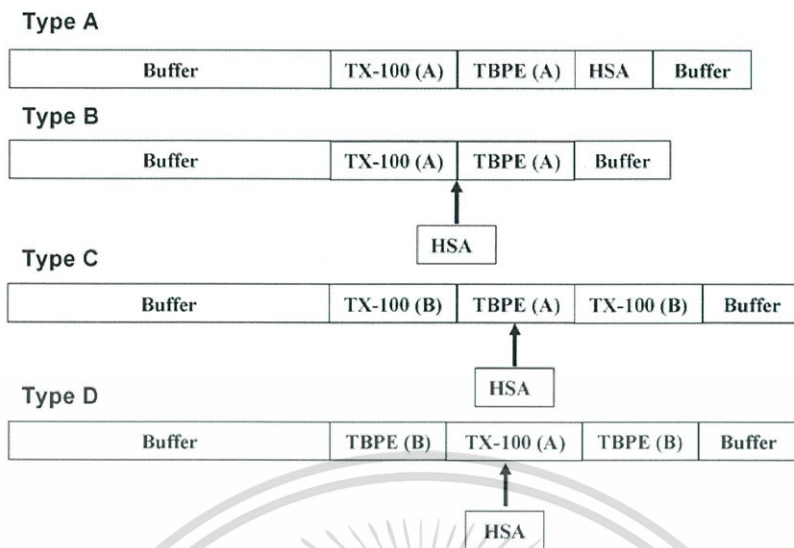 Type A
Buffer TX-100 (A) TBPE (A) HSA Buffer
Type B
Buffer TX-100 (A) TBPE (A) Buffer
HSA
Type C
Buffer TX-100 (B) TBPE (A) TX-100 (B) Buffer
HSA
Type D
Buffer TBPE (B) TX-100 (A) TBPE (B) Buffer
HSA